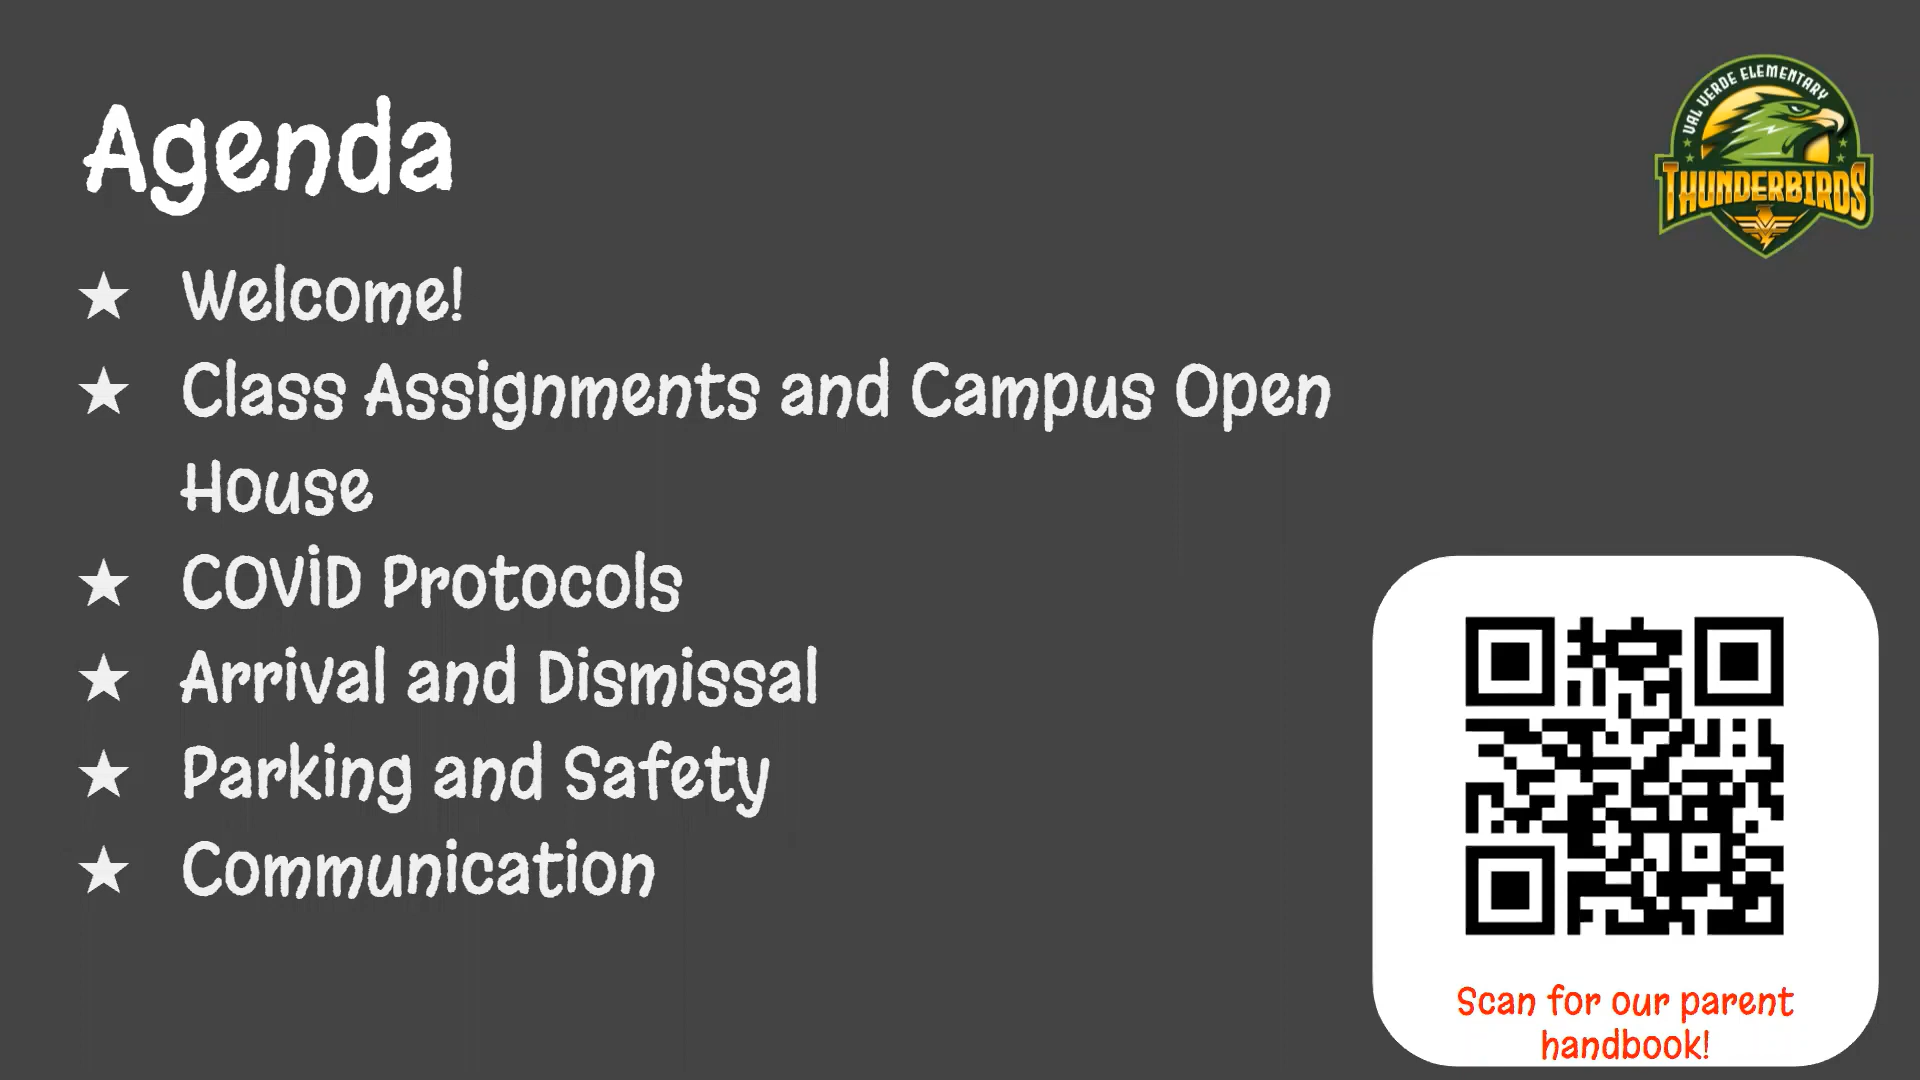 Agenda
VAL VERDE ELEMENTARY
THUNDERBIRDS
★ Welcome!
★ Class Assignments and Campus Open
House
★ COVID Protocols
★ Arrival and Dismissal
★ Parking and Safety
★ Communication
Scan for our parent
handbook!